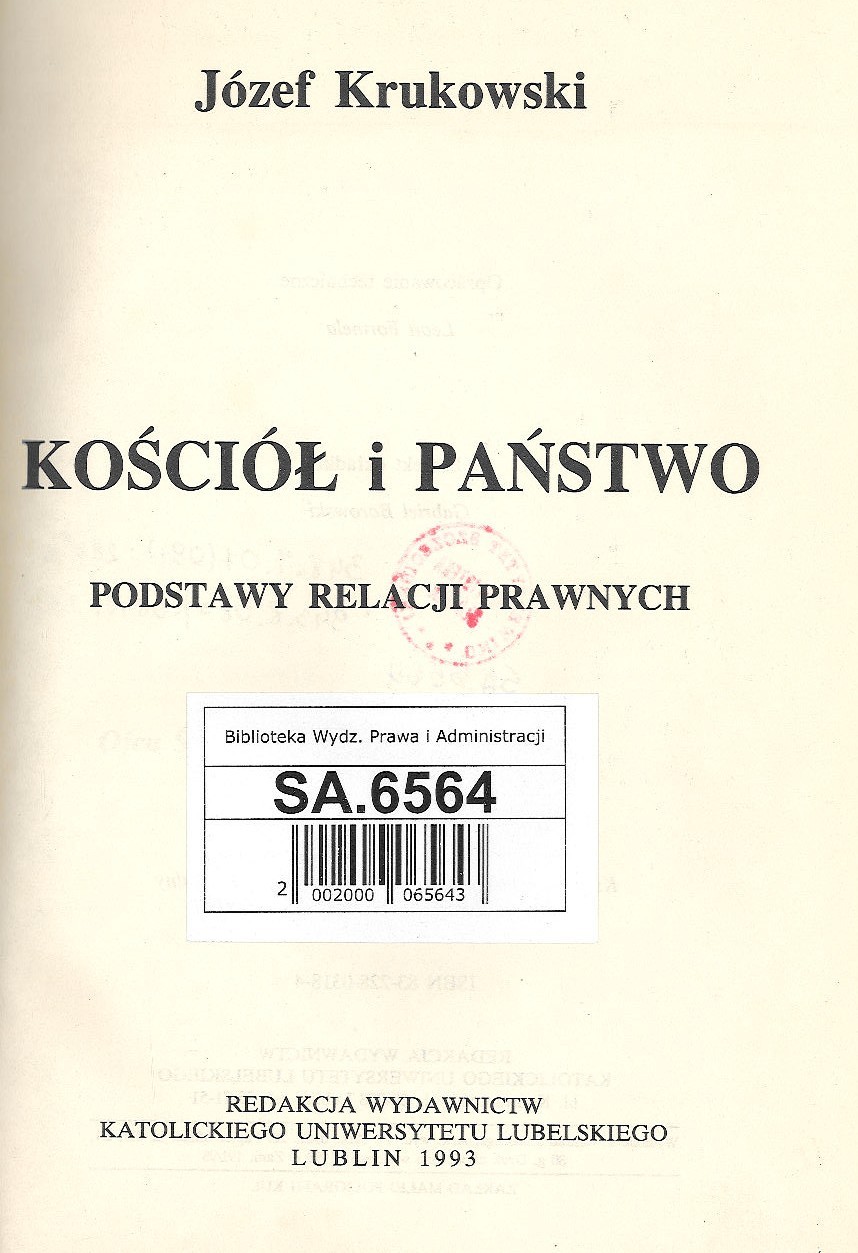 Józef Krukowski
KOŚCIÓŁ i PAŃSTWO
PODSTAWY RELACJI PRAWNYCH
Biblioteka Wydz. Prawa i Administracji
SA.6564
2 002000 065643
REDAKCJA WYDAWNICTW
KATOLICKIEGO UNIWERSYTETU LUBELSKIEGO
LUBLIN 1993